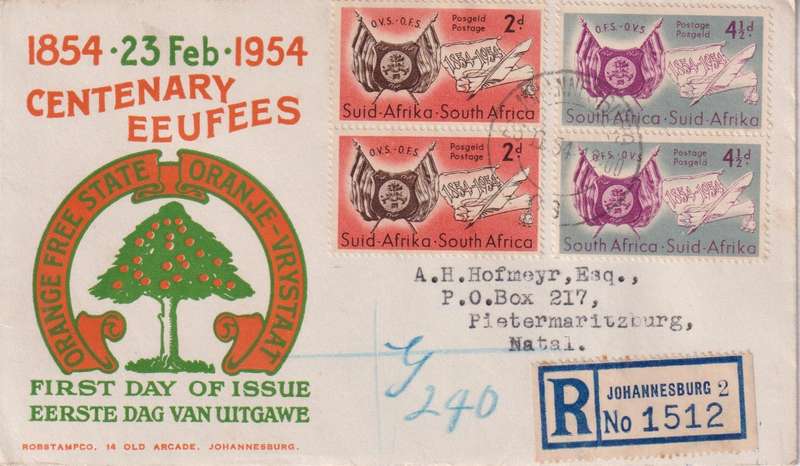 1854 · 23 Feb · 1954
CENTENARY
EEUFEES
ORANGE FREE STATE
ORANJE-VRYSTAAT
FIRST DAY OF ISSUE
EERSTE DAG VAN UITGAWE
ROBSTAMPCO, 14 OLD ARCADE, JOHANNESBURG.
O.V.S.-O.F.S.
Posgeld
Postage
2d
1854-1954
Suid-Afrika·South Africa
O.F.S.-O.V.S
Postage
Posgeld
4½d
1854-1954
South Africa·Suid-Afrika
O.V.S.-O.F.S.
Posgeld
Postage
2d
1854-1954
Suid-Afrika·South Africa
O.F.S.-O.V.S
Postage
Posgeld
4½d
1854-1954
South Africa·Suid-Afrika
A.H.Hofmeyr,Esq.,
P.O.Box 217,
Pietermaritzburg,
Natal.
240
R
JOHANNESBURG 2
No 1512